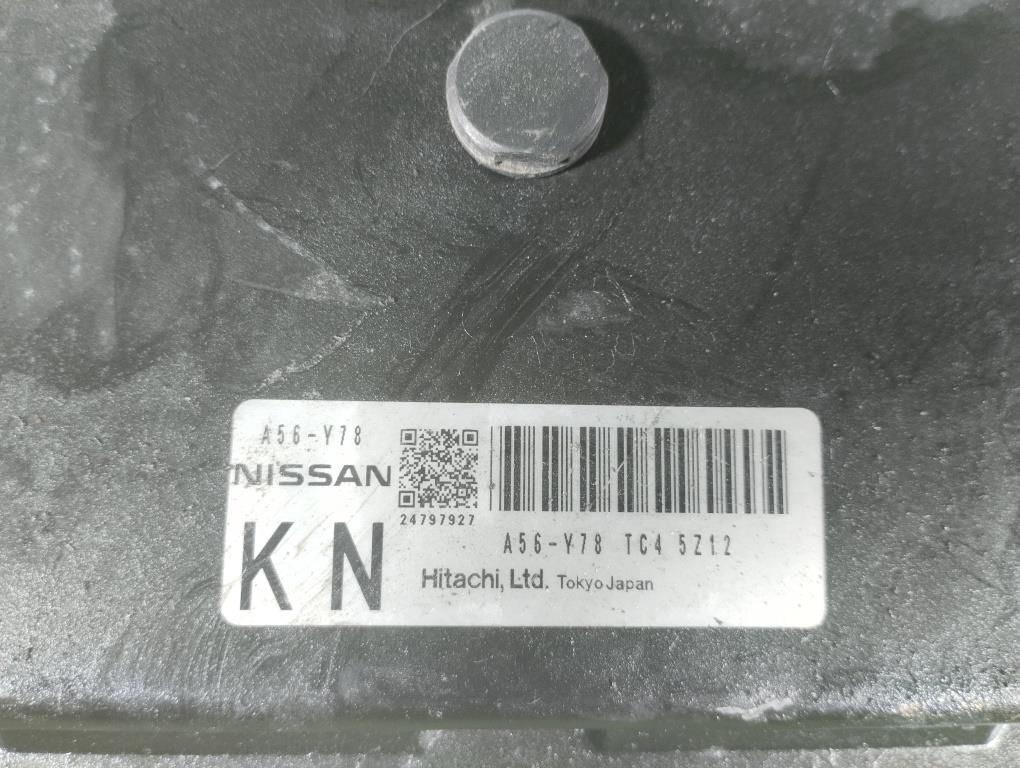 A56-Y78
NISSAN
24797927
KN
A56-Y78 TC4 5Z12
Hitachi, Ltd. Tokyo Japan